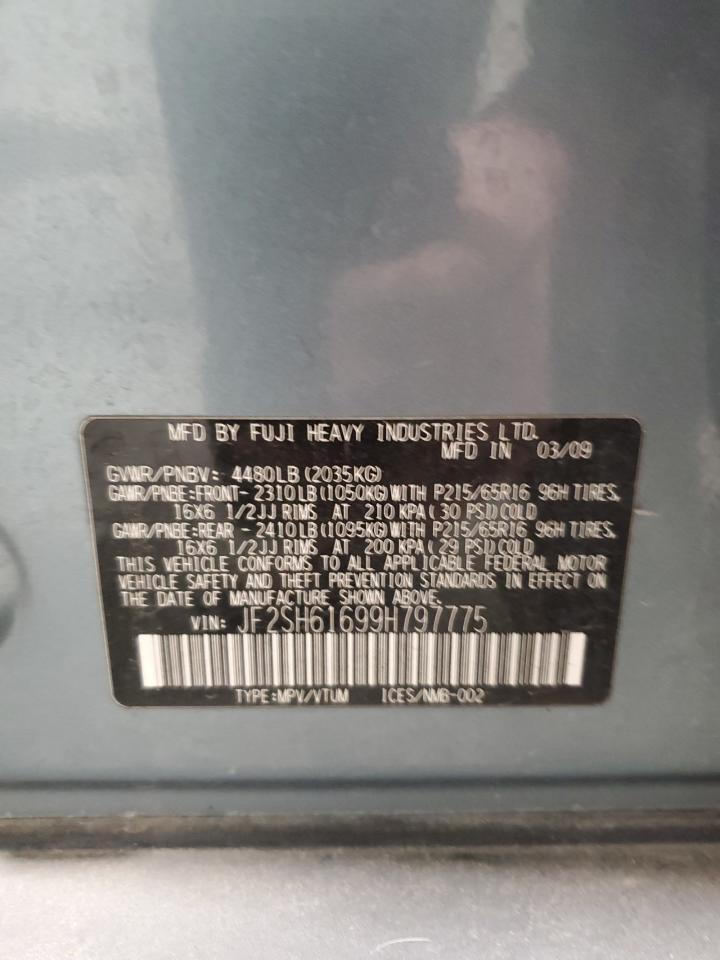 MFD BY FUJI HEAVY INDUSTRIES LTD.
MFD IN 03/09
GVWR/PNBV: 4480LB(2035KG)
GAWR/PNBE:FRONT- 2310LB(1050KG)WITH P215/65R16 96H TIRES,
16X6 1/2JJ RIMS AT 210 KPA(30 PSI)COLD
GAWR/PNBE:REAR - 2410LB(1095KG)WITH P215/65R16 96H TIRES,
16X6 1/2JJ RIMS AT 200 KPA(29 PSI)COLD
THIS VEHICLE CONFORMS TO ALL APPLICABLE FEDERAL MOTOR
VEHICLE SAFETY AND THEFT PREVENTION STANDARDS IN EFFECT ON
THE DATE OF MANUFACTURE SHOWN ABOVE.
VIN: JF2SH61699H797775
TYPE:MPV/VTUM ICES/NMB-002